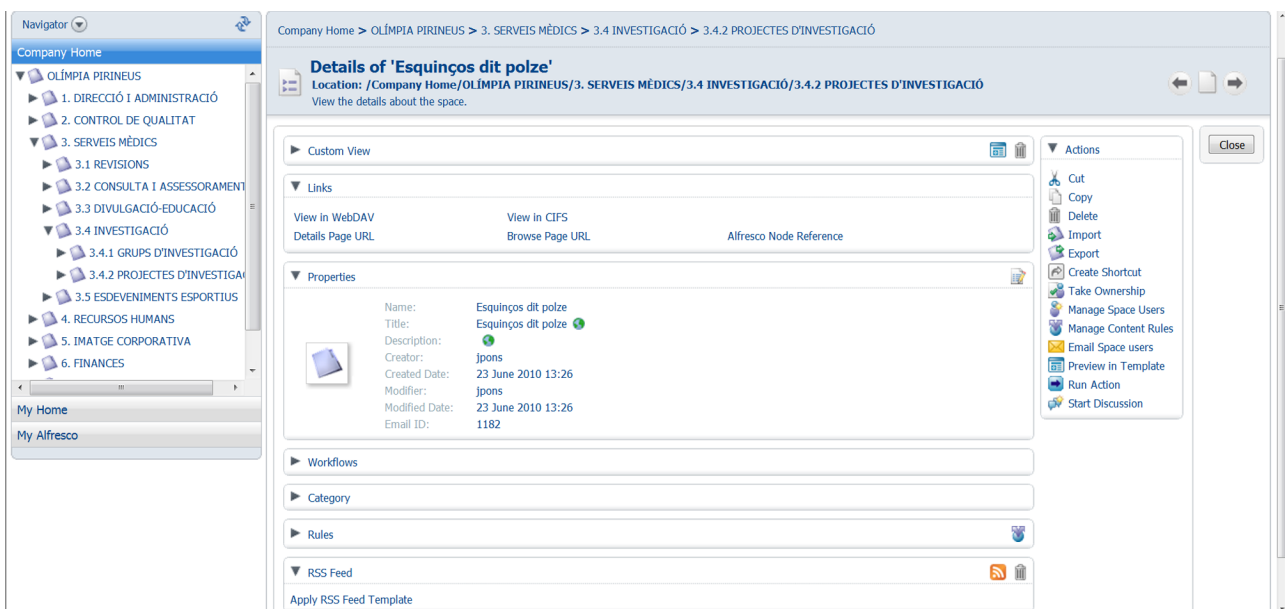 Navigator
Company Home
OLÍMPIA PIRINEUS
1. DIRECCIÓ I ADMINISTRACIÓ
2. CONTROL DE QUALITAT
3. SERVEIS MÈDICS
3.1 REVISIONS
3.2 CONSULTA I ASSESSORAMENT
3.3 DIVULGACIÓ-EDUCACIÓ
3.4 INVESTIGACIÓ
3.4.1 GRUPS D'INVESTIGACIÓ
3.4.2 PROJECTES D'INVESTIGA
3.5 ESDEVENIMENTS ESPORTIUS
4. RECURSOS HUMANS
5. IMATGE CORPORATIVA
6. FINANCES
My Home
My Alfresco
Company Home > OLÍMPIA PIRINEUS > 3. SERVEIS MÈDICS > 3.4 INVESTIGACIÓ > 3.4.2 PROJECTES D'INVESTIGACIÓ
Details of 'Esquinços dit polze'
Location: /Company Home/OLÍMPIA PIRINEUS/3. SERVEIS MÈDICS/3.4 INVESTIGACIÓ/3.4.2 PROJECTES D'INVESTIGACIÓ
View the details about the space.
Custom View
Links
View in WebDAV View in CIFS
Details Page URL Browse Page URL Alfresco Node Reference
Properties
Name: Esquinços dit polze
Title: Esquinços dit polze
Description:
Creator: jpons
Created Date: 23 June 2010 13:26
Modifier: jpons
Modified Date: 23 June 2010 13:26
Email ID: 1182
Workflows
Category
Rules
RSS Feed
Apply RSS Feed Template
Actions
Cut
Copy
Delete
Import
Export
Create Shortcut
Take Ownership
Manage Space Users
Manage Content Rules
Email Space users
Preview in Template
Run Action
Start Discussion
Close